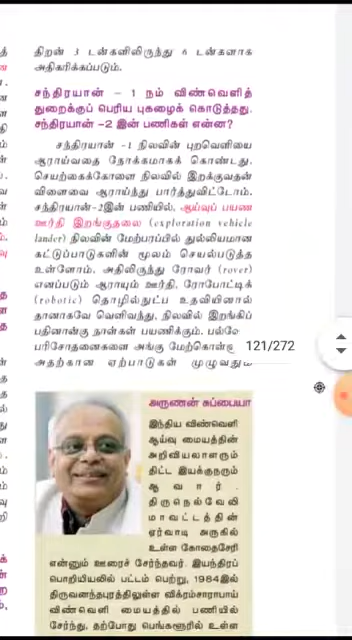 திறன் 3 டன்களிலிருந்து 6 டன்களாக
அதிகரிக்கப்படும்.
சந்திரயான் – 1 நம் விண்வெளித்
துறைக்குப் பெரிய புகழைக் கொடுத்தது.
சந்திரயான் –2 இன் பணிகள் என்ன?
சந்திரயான் -1 நிலவின் புறவெளியை
ஆராய்வதை நோக்கமாகக் கொண்டது.
செயற்கைக்கோளை நிலவில் இறக்குவதன்
விளைவை ஆராய்ந்து பார்த்துவிட்டோம்.
சந்திரயான்-2இன் பணியில், ஆய்வுப் பயண
ஊர்தி இறங்குதலை (exploration vehicle
lander) நிலவின் மேற்பரப்பில் துல்லியமான
கட்டுப்பாடுகளின் மூலம் செயல்படுத்த
உள்ளோம். அதிலிருந்து ரோவர் (rover)
எனப்படும் ஆராயும் ஊர்தி, ரோபோட்டிக்
(robotic) தொழில்நுட்ப உதவியினால்
தானாகவே வெளிவந்து, நிலவில் இறங்கிப்
பதினான்கு நாள்கள் பயணிக்கும். பல்வே
பரிசோதனைகளை அங்கு மேற்கொள்
121/272
அதற்கான ஏற்பாடுகள் முழுவதும்
அருணன் சுப்பையா
இந்திய விண்வெளி
ஆய்வு மையத்தின்
அறிவியலாளரும்
திட்ட இயக்குநரும்
ஆவார்.
திருநெல்வேலி
மாவட்டத்தின்
ஏர்வாடி அருகில்
உள்ள கோதைசேரி
என்னும் ஊரைச் சேர்ந்தவர். இயந்திரப்
பொறியியலில் பட்டம் பெற்று, 1984இல்
திருவனந்தபுரத்திலுள்ள விக்ரம்சாராபாய்
விண்வெளி மையத்தில் பணியில்
சேர்ந்து, தற்போது பெங்களூரில் உள்ள